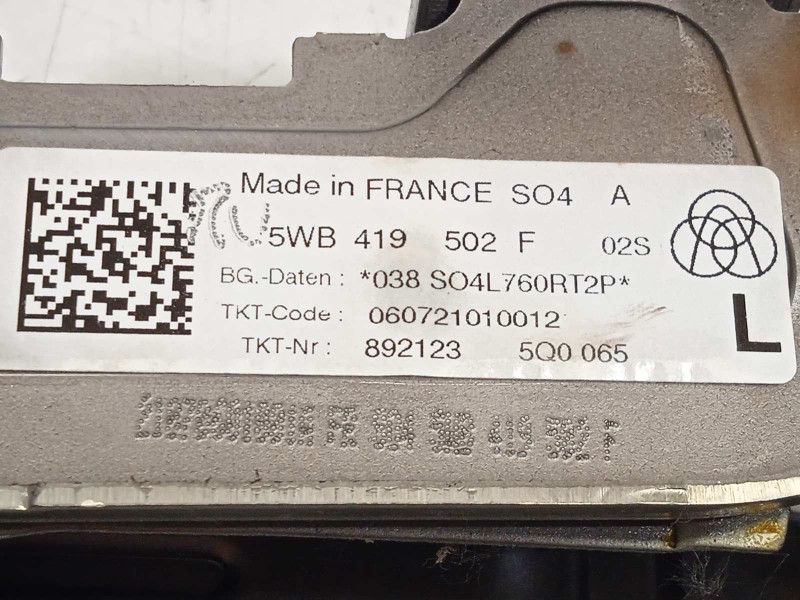 Made in FRANCE SO4 A
5WB 419 502 F 02S
BG.-Daten : *038 SO4L760RT2P*
L
TKT-Code : 060721010012
TKT-Nr : 892123 5Q0 065